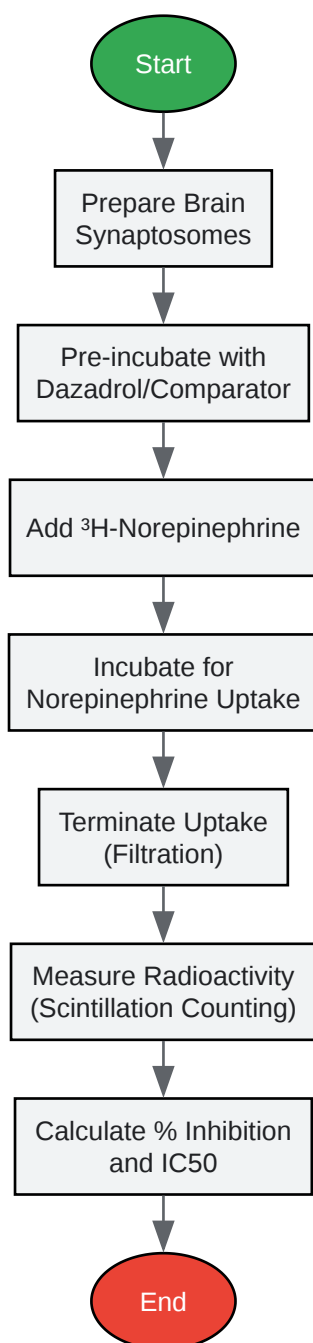 Start
Prepare Brain
Synaptosomes
Pre-incubate with
Dazadrol/Comparator
Add ³H-Norepinephrine
Incubate for
Norepinephrine Uptake
Terminate Uptake
(Filtration)
Measure Radioactivity
(Scintillation Counting)
Calculate % Inhibition
and IC50
End